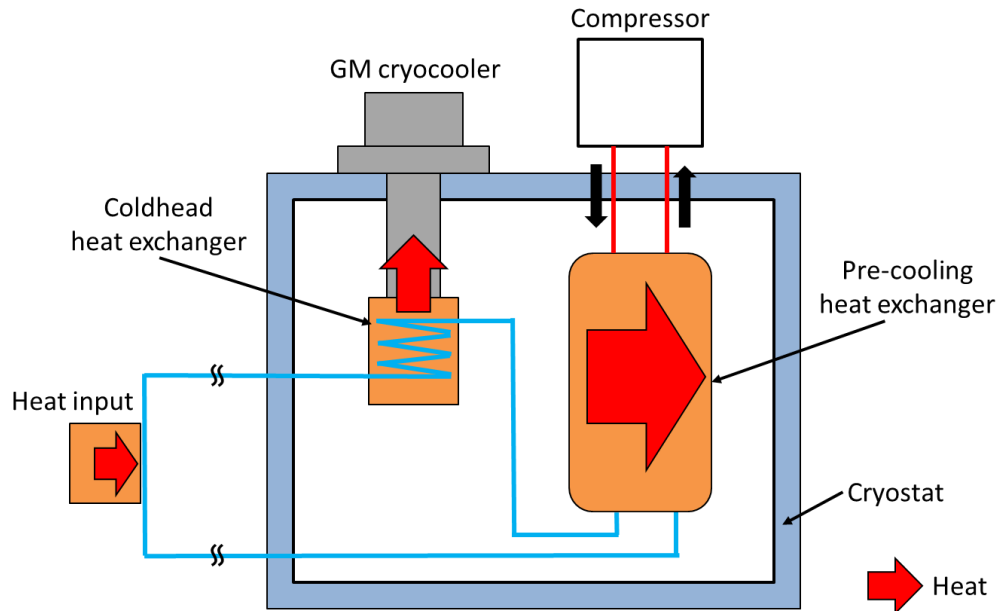 Compressor
GM cryocooler
Coldhead
heat exchanger
Pre-cooling
heat exchanger
Heat input
Cryostat
Heat